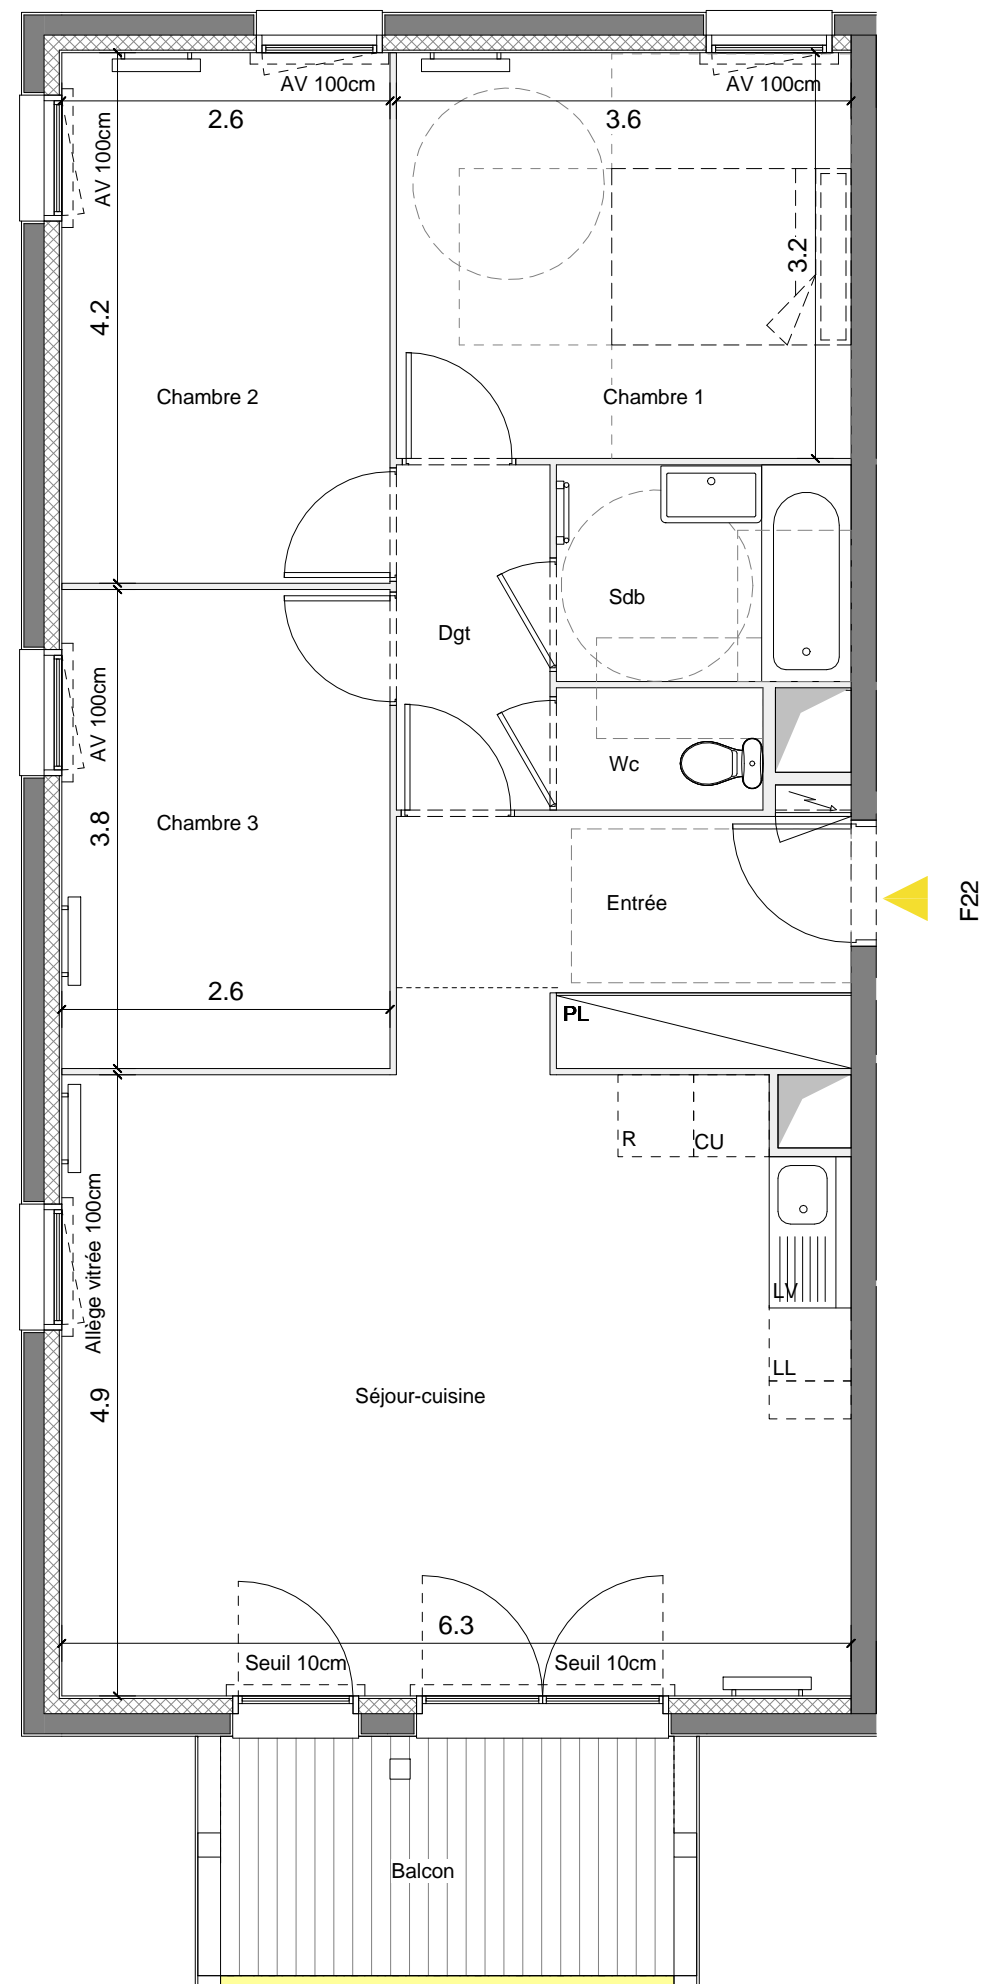 AV 100cm
AV 100cm
2.6
3.6
AV 100cm
3.2
4.2
Chambre 2
Chambre 1
Sdb
Dgt
AV 100cm
Wc
Chambre 3
3.8
Entrée
F22
2.6
PL
R
CU
Allège vitrée 100cm
LV
LL
4.9
Séjour-cuisine
6.3
Seuil 10cm
Seuil 10cm
Balcon